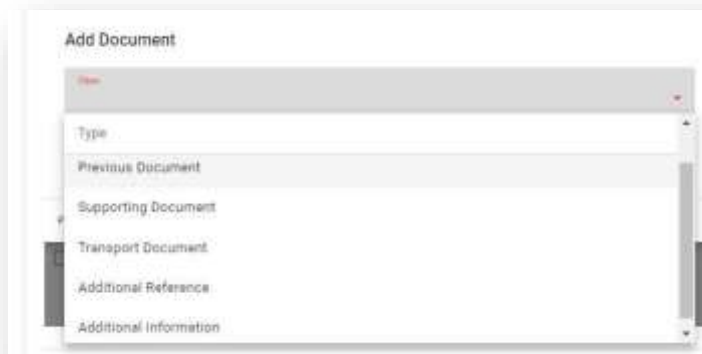 Add Document
Type
Previous Document
Supporting Document
Transport Document
Additional Reference
Additional Information